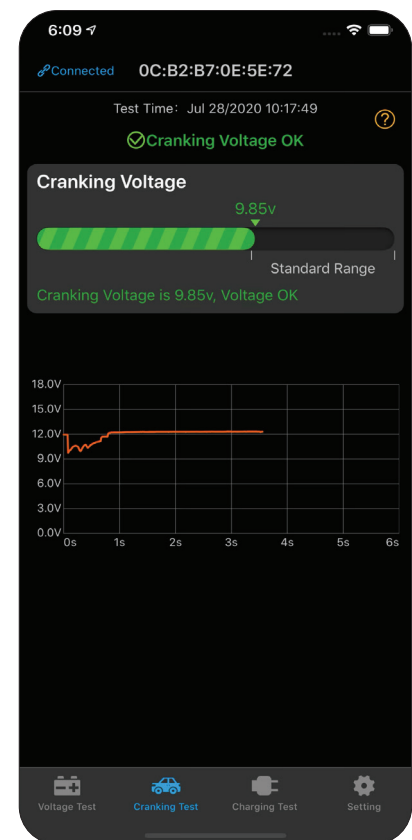 6:09
Connected 0C:B2:B7:0E:5E:72
Test Time: Jul 28/2020 10:17:49
?
Cranking Voltage OK
Cranking Voltage
9.85v
Standard Range
Cranking Voltage is 9.85v, Voltage OK
18.0V
15.0V
12.0V
9.0V
6.0V
3.0V
0.0V
0s 1s 2s 3s 4s 5s 6s
Voltage Test Cranking Test Charging Test Setting